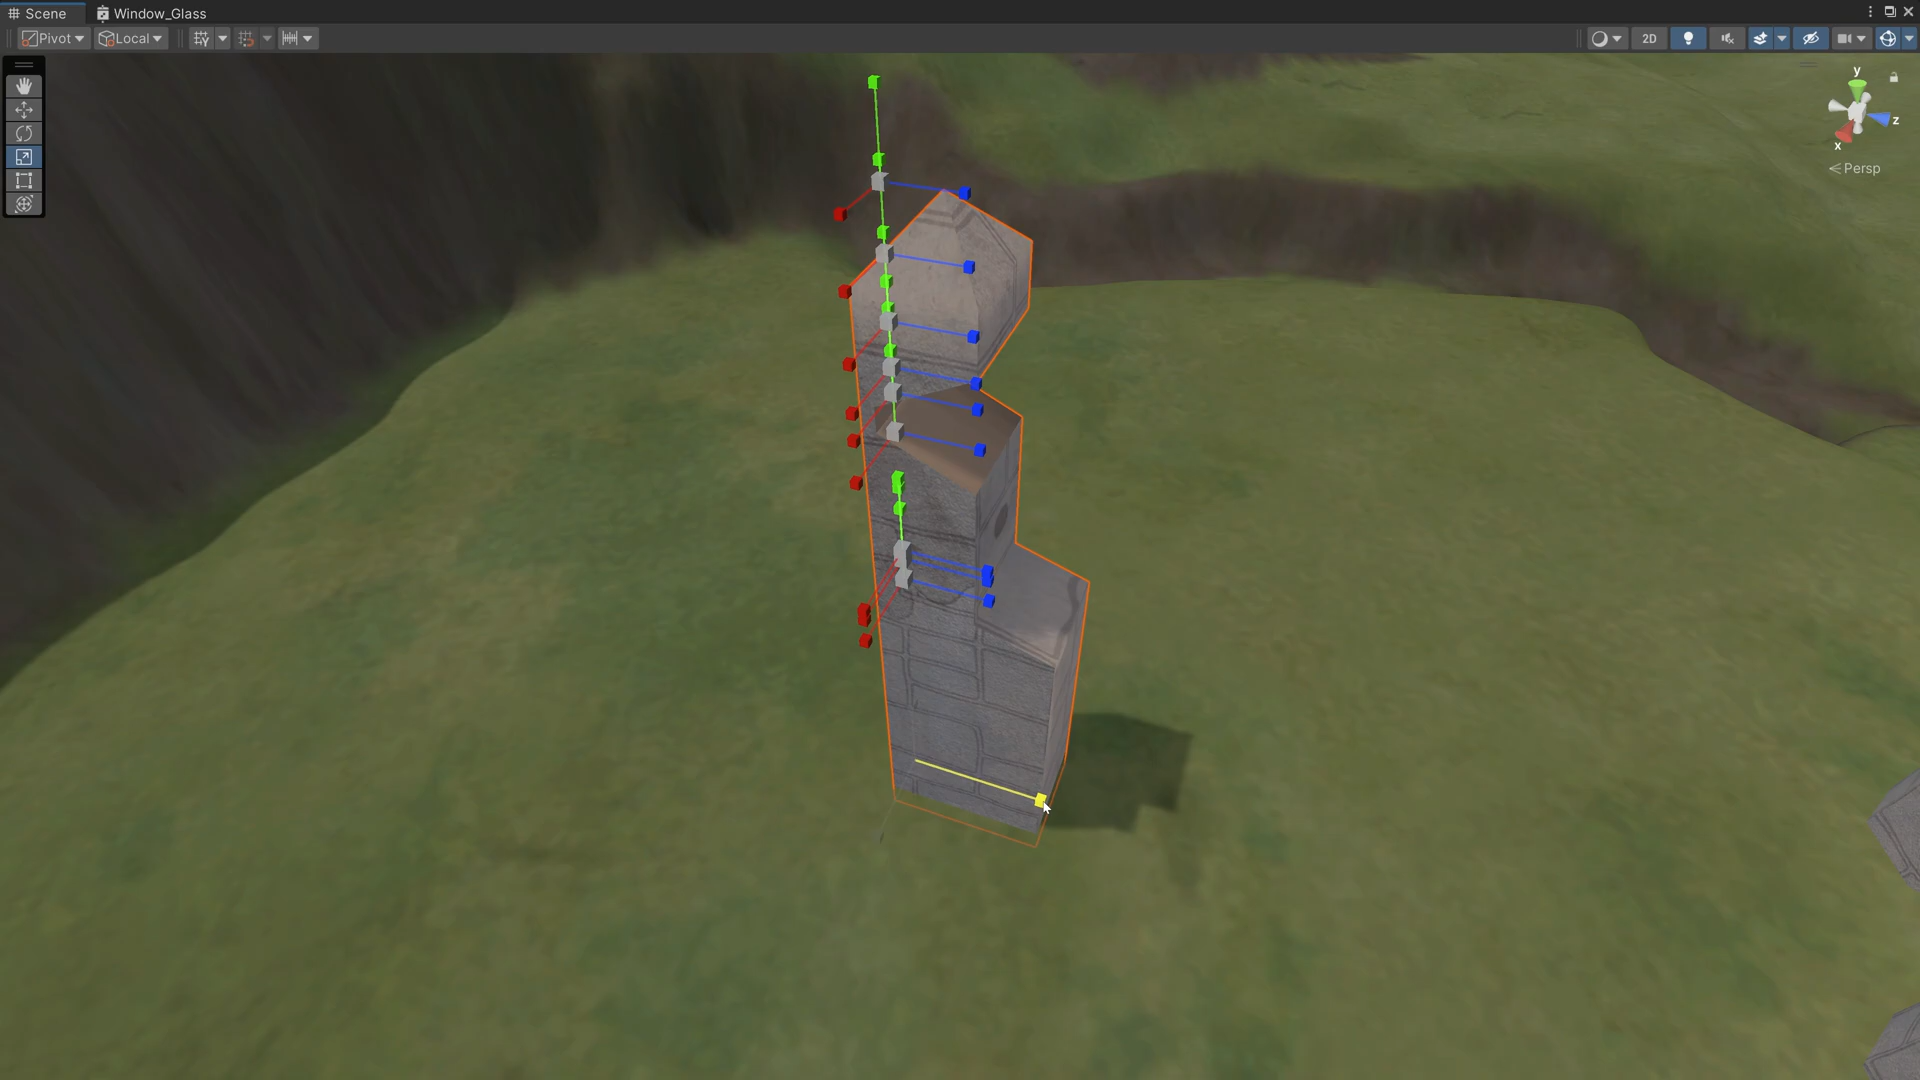 Scene
Window_Glass
Pivot
Local
2D
y
z
x
Persp